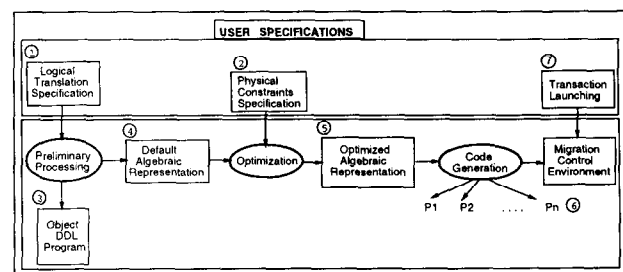 USER SPECIFICATIONS
1
Logical
Translation
Specification
2
Physical
Constraints
Specification
7
Transaction
Launching
Preliminary
Processing
4
Default
Algebraic
Representation
Optimization
5
Optimized
Algebraic
Representation
Code
Generation
Migration
Control
Environment
3
Object
DDL
Program
P1 P2 .... Pn 6